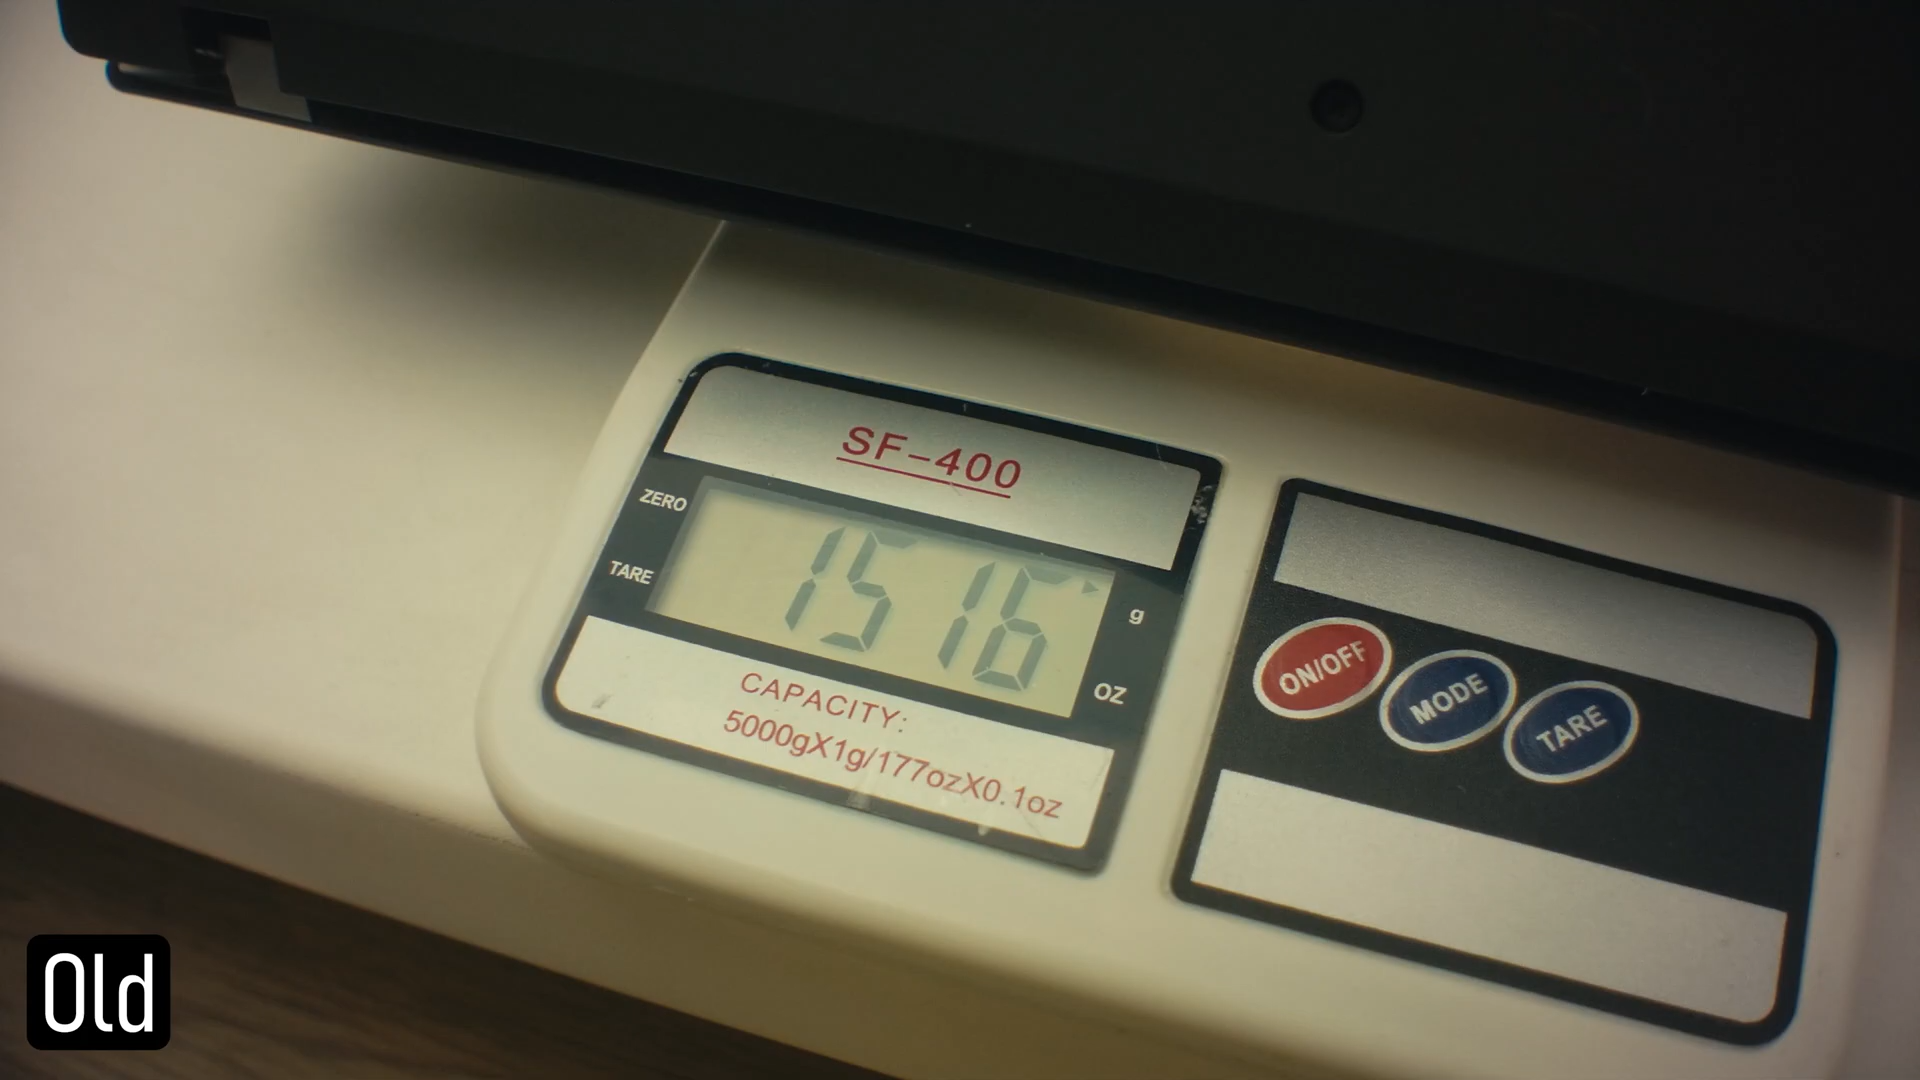 SF-400
ZERO
TARE
1516
g
OZ
CAPACITY:
5000gX1g/177ozX0.1oz
ON/OFF
MODE
TARE
Old